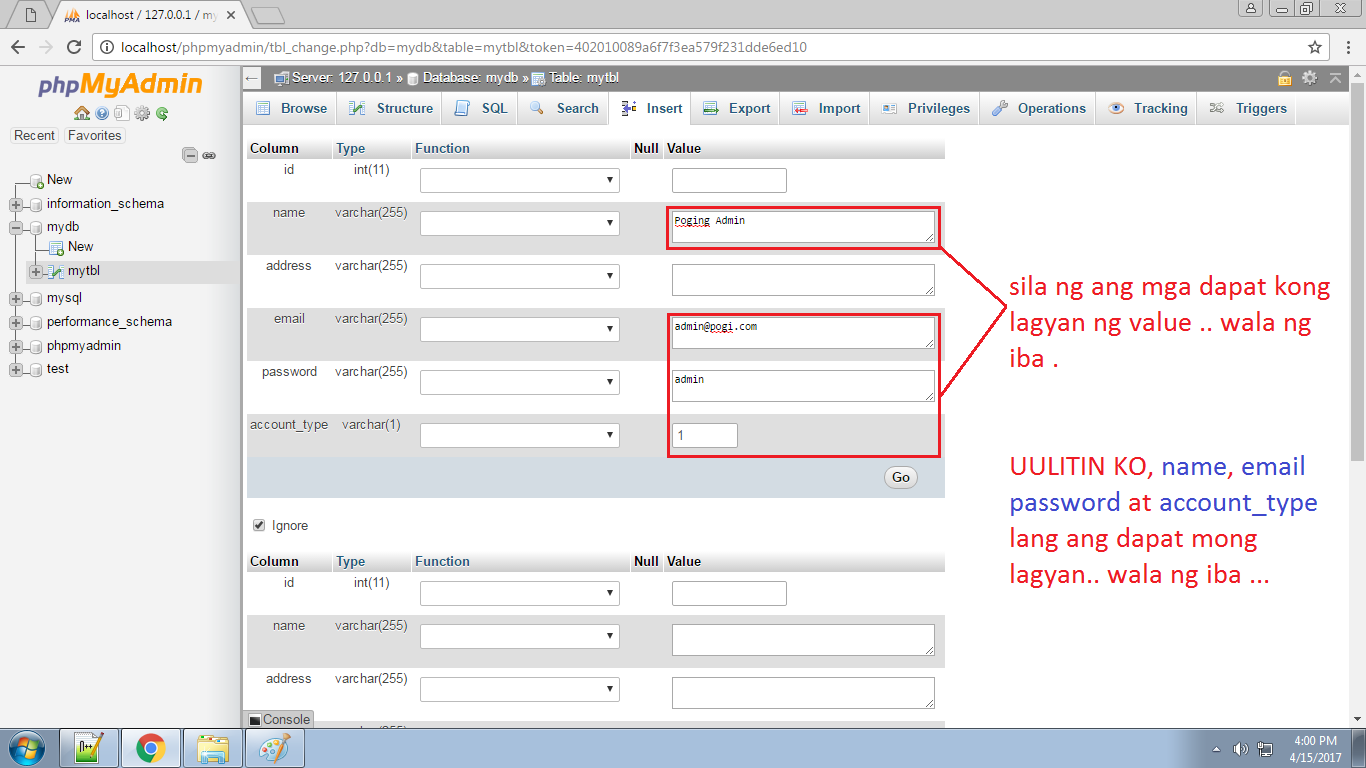 localhost / 127.0.0.1 / my
localhost/phpmyadmin/tbl_change.php?db=mydb&table=mytbl&token=402010089a6f7f3ea579f231dde6ed10
phpMyAdmin
Recent Favorites
New
information_schema
mydb
New
mytbl
mysql
performance_schema
phpmyadmin
test
Server: 127.0.0.1 » Database: mydb » Table: mytbl
Browse Structure SQL Search Insert Export Import Privileges Operations Tracking Triggers
Column Type Function Null Value
id int(11)
name varchar(255) Poging Admin
address varchar(255)
email varchar(255) admin@pogi.com
password varchar(255) admin
account_type varchar(1) 1
Go
sila ng ang mga dapat kong
lagyan ng value .. wala ng
iba .
UULITIN KO, name, email
password at account_type
lang ang dapat mong
lagyan.. wala ng iba ...
Ignore
Column Type Function Null Value
id int(11)
name varchar(255)
address varchar(255)
Console
4:00 PM
4/15/2017